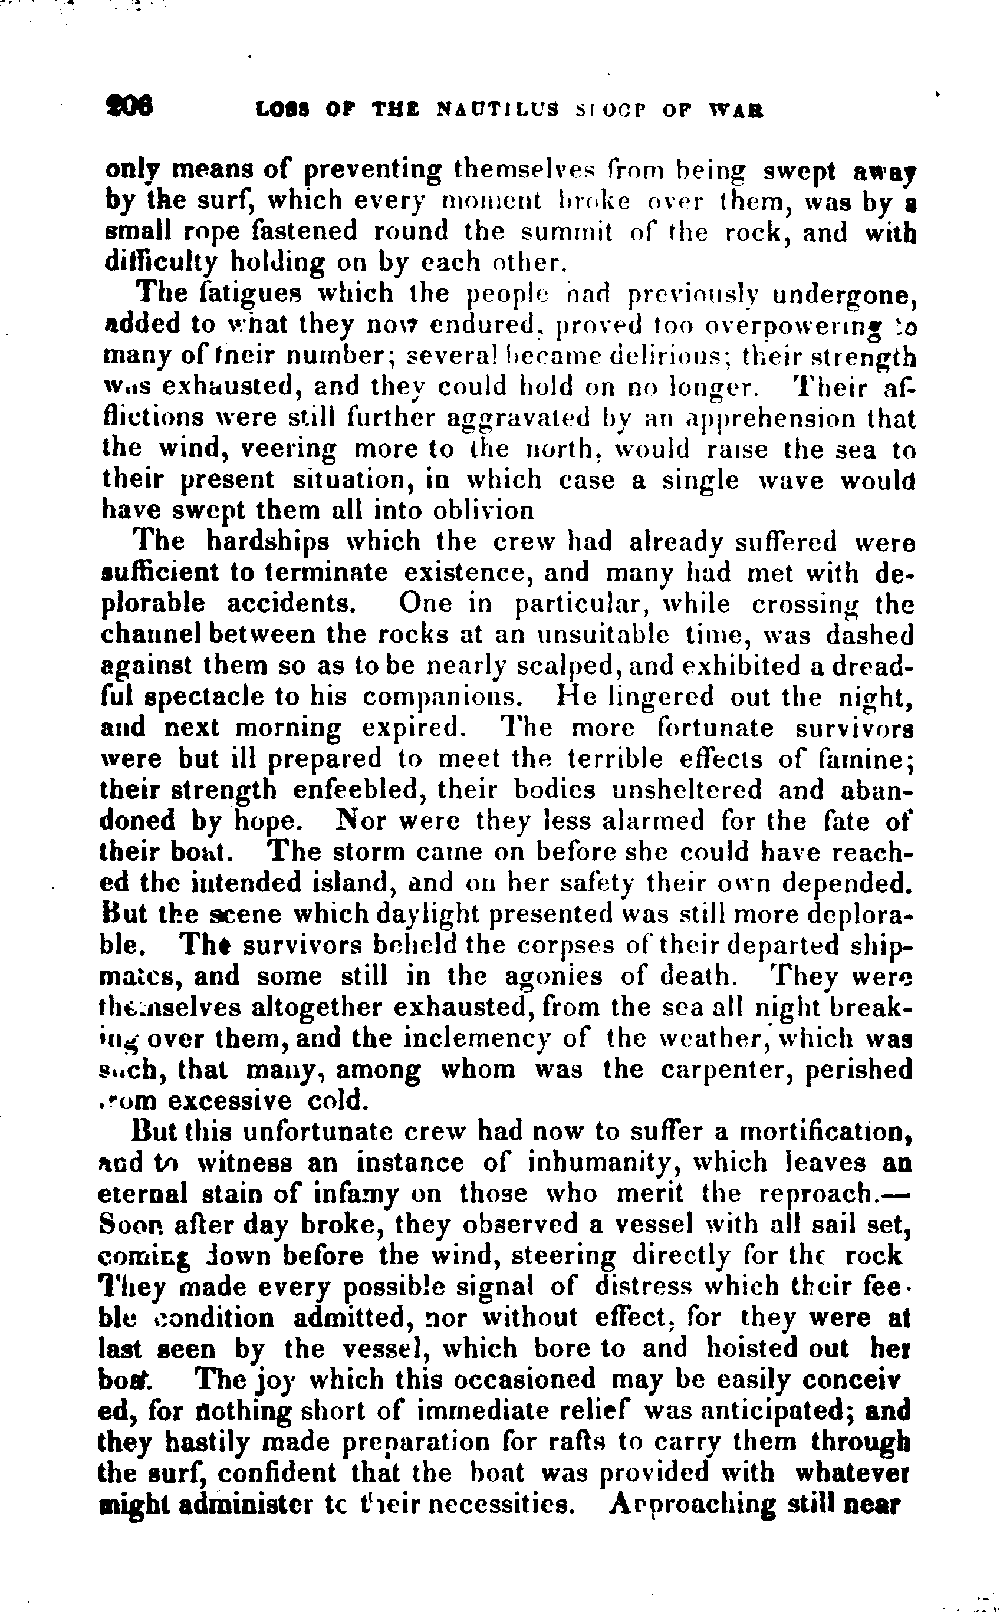 206 LOSS OF THE NAUTILUS SLOOP OF WAR
only means of preventing themselves from being swept away
by the surf, which every moment broke over them, was by a
small rope fastened round the summit of the rock, and with
difficulty holding on by each other.
The fatigues which the people had previously undergone,
added to what they now endured, proved too overpowering to
many of their number; several became delirious; their strength
was exhausted, and they could hold on no longer. Their af-
flictions were still further aggravated by an apprehension that
the wind, veering more to the north, would raise the sea to
their present situation, in which case a single wave would
have swept them all into oblivion
The hardships which the crew had already suffered were
sufficient to terminate existence, and many had met with de-
plorable accidents. One in particular, while crossing the
channel between the rocks at an unsuitable time, was dashed
against them so as to be nearly scalped, and exhibited a dread-
ful spectacle to his companions. He lingered out the night,
and next morning expired. The more fortunate survivors
were but ill prepared to meet the terrible effects of famine;
their strength enfeebled, their bodies unsheltered and aban-
doned by hope. Nor were they less alarmed for the fate of
their boat. The storm came on before she could have reach-
ed the intended island, and on her safety their own depended.
But the scene which daylight presented was still more deplora-
ble. The survivors beheld the corpses of their departed ship-
mates, and some still in the agonies of death. They were
themselves altogether exhausted, from the sea all night break-
ing over them, and the inclemency of the weather, which was
such, that many, among whom was the carpenter, perished
from excessive cold.
But this unfortunate crew had now to suffer a mortification,
and to witness an instance of inhumanity, which leaves an
eternal stain of infamy on those who merit the reproach.—
Soon after day broke, they observed a vessel with all sail set,
coming down before the wind, steering directly for the rock
They made every possible signal of distress which their fee-
ble condition admitted, nor without effect, for they were at
last seen by the vessel, which bore to and hoisted out her
boat. The joy which this occasioned may be easily conceiv
ed, for nothing short of immediate relief was anticipated; and
they hastily made preparation for rafts to carry them through
the surf, confident that the boat was provided with whatever
might administer to their necessities. Approaching still near